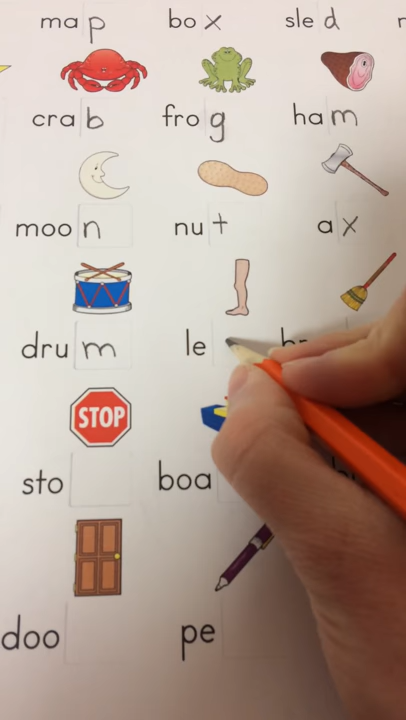 map box sled
crab frog ham
moon nut ax
drum le
STOP
sto boa
doo pe